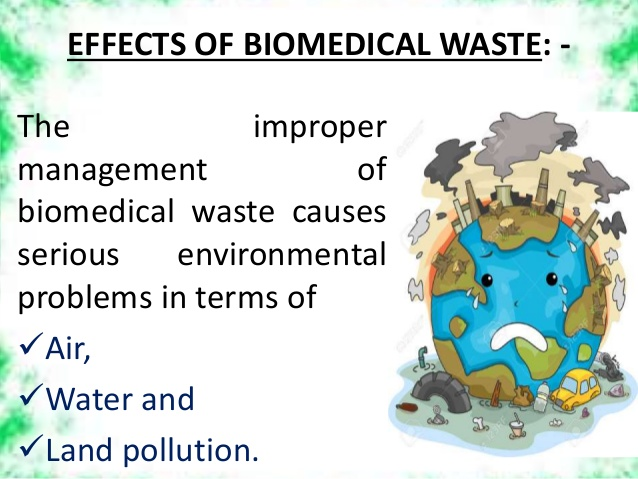 EFFECTS OF BIOMEDICAL WASTE: -
The improper
management of
biomedical waste causes
serious environmental
problems in terms of
✓Air,
✓Water and
✓Land pollution.